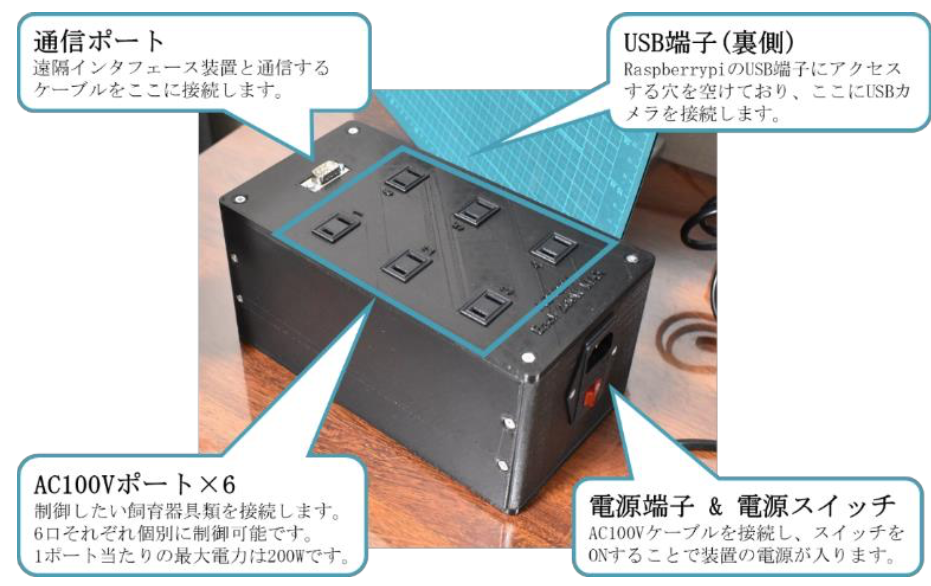 通信ポート
遠隔インタフェース装置と通信する
ケーブルをここに接続します。
USB端子(裏側)
RaspberrypiのUSB端子にアクセス
する穴を空けており、ここにUSBカ
メラを接続します。
AC100Vポート×6
制御したい飼育器具類を接続します。
6口それぞれ個別に制御可能です。
1ポート当たりの最大電力は200Wです。
電源端子 & 電源スイッチ
AC100Vケーブルを接続し、スイッチを
ONすることで装置の電源が入ります。